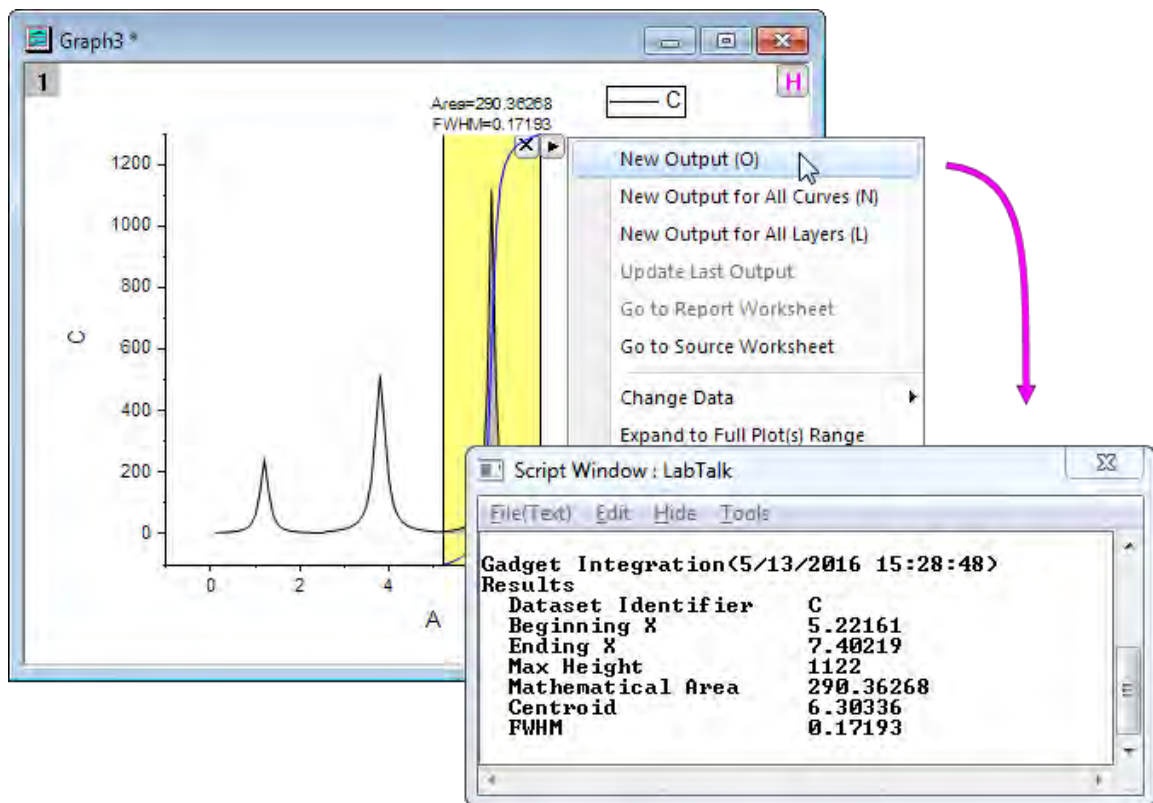 Graph3 *
1
H
Area=290.36268
FWHM=0.17193
C
1200
1000
800
600
400
200
0
C
0
2
4
A
New Output (O)
New Output for All Curves (N)
New Output for All Layers (L)
Update Last Output
Go to Report Worksheet
Go to Source Worksheet
Change Data
Expand to Full Plot(s) Range
Script Window : LabTalk
File(Text) Edit Hide Tools
Gadget Integration(5/13/2016 15:28:48)
Results
Dataset Identifier C
Beginning X 5.22161
Ending X 7.40219
Max Height 1122
Mathematical Area 290.36268
Centroid 6.30336
FWHM 0.17193